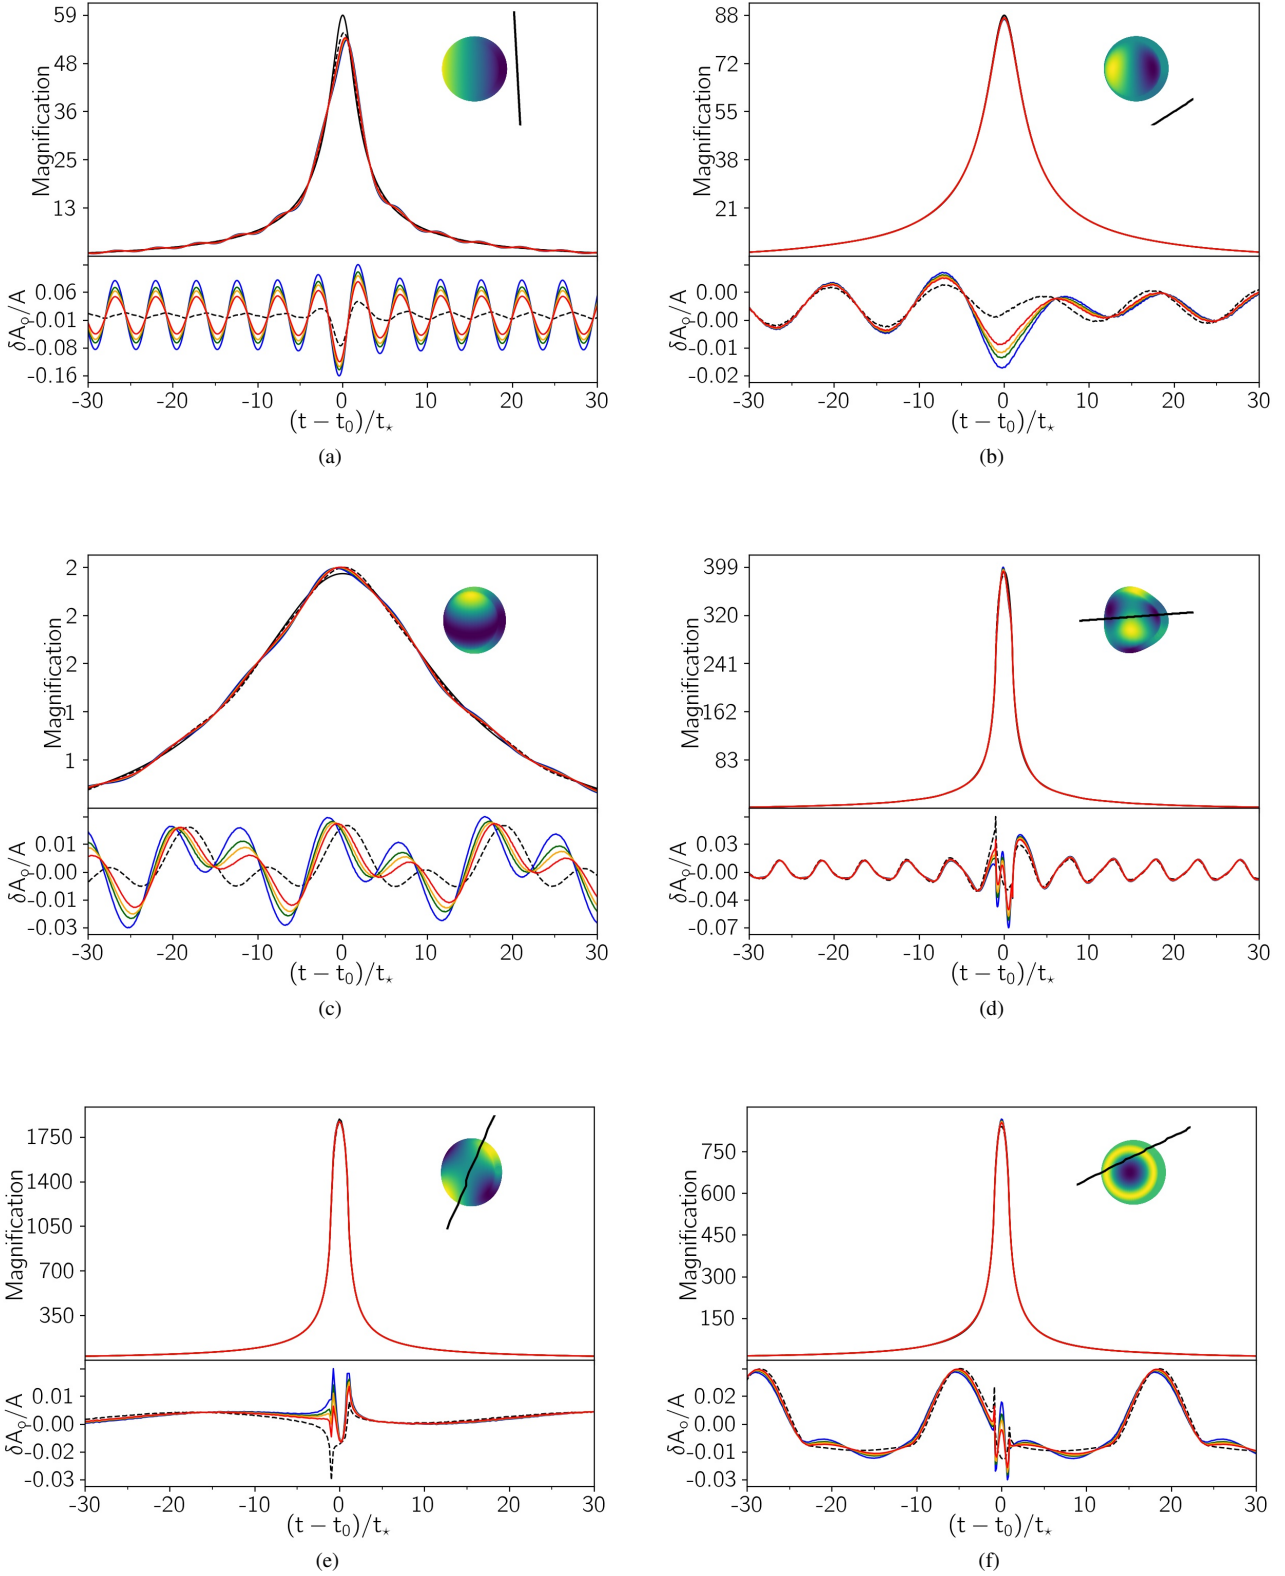 59
48
36
25
13
Magnification
0.06
-0.01
-0.08
-0.16
δAρ/A
-30 -20 -10 0 10 20 30
(t − t₀)/t⋆
(a)
88
72
55
38
21
Magnification
0.00
-0.00
-0.01
-0.02
δAρ/A
-30 -20 -10 0 10 20 30
(t − t₀)/t⋆
(b)
2
2
2
1
1
Magnification
0.01
0.00
-0.01
-0.03
δAρ/A
-30 -20 -10 0 10 20 30
(t − t₀)/t⋆
(c)
399
320
241
162
83
Magnification
0.03
-0.00
-0.04
-0.07
δAρ/A
-30 -20 -10 0 10 20 30
(t − t₀)/t⋆
(d)
1750
1400
1050
700
350
Magnification
0.01
-0.00
-0.02
-0.03
δAρ/A
-30 -20 -10 0 10 20 30
(t − t₀)/t⋆
(e)
750
600
450
300
150
Magnification
0.02
-0.00
-0.01
-0.03
δAρ/A
-30 -20 -10 0 10 20 30
(t − t₀)/t⋆
(f)